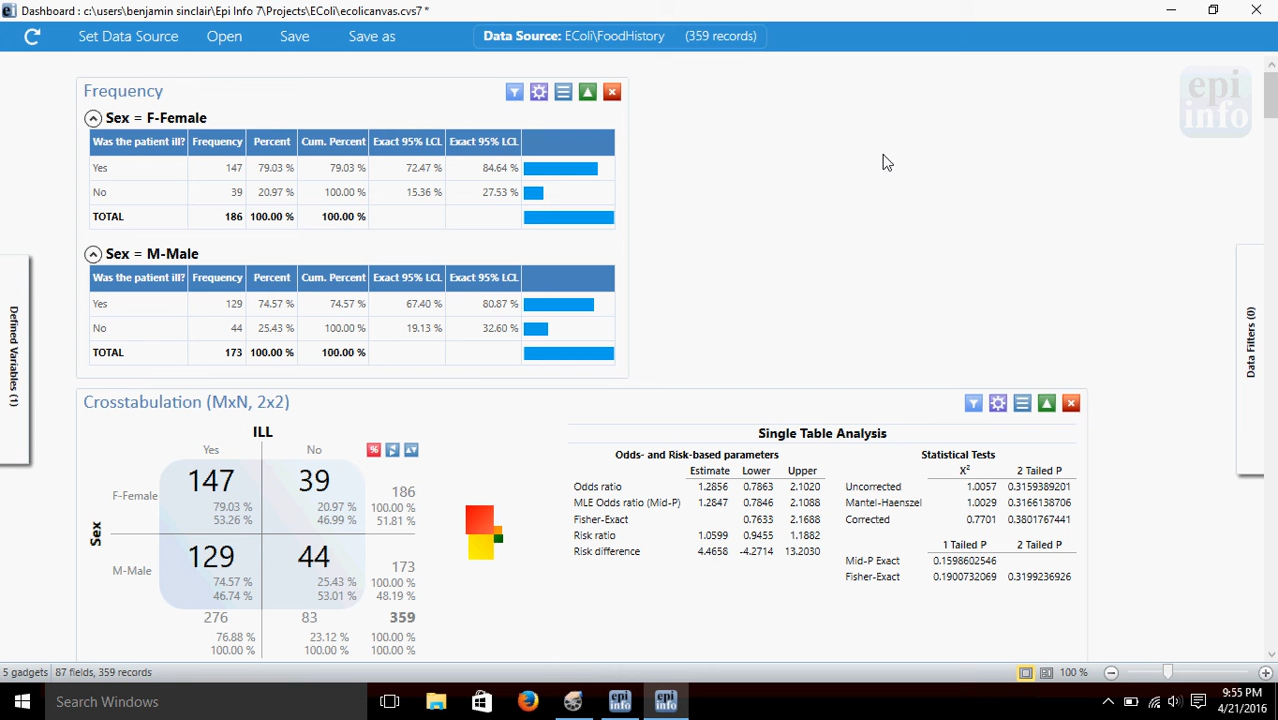 Dashboard : c:\users\benjamin sinclair\Epi Info 7\Projects\EColi\ecolicanvas.cvs7 *
Set Data Source Open Save Save as Data Source: EColi\FoodHistory (359 records)
epi
info
Frequency
Sex = F-Female
Was the patient ill? Frequency Percent Cum. Percent Exact 95% LCL Exact 95% LCL
Yes 147 79.03 % 79.03 % 72.47 % 84.64 %
No 39 20.97 % 100.00 % 15.36 % 27.53 %
TOTAL 186 100.00 % 100.00 %
Sex = M-Male
Was the patient ill? Frequency Percent Cum. Percent Exact 95% LCL Exact 95% LCL
Yes 129 74.57 % 74.57 % 67.40 % 80.87 %
No 44 25.43 % 100.00 % 19.13 % 32.60 %
TOTAL 173 100.00 % 100.00 %
Defined Variables (1)
Data Filters (0)
Crosstabulation (MxN, 2x2)
ILL
Yes No %
Sex
F-Female 147 39 186
79.03 % 20.97 % 100.00 %
53.26 % 46.99 % 51.81 %
M-Male 129 44 173
74.57 % 25.43 % 100.00 %
46.74 % 53.01 % 48.19 %
276 83 359
76.88 % 23.12 % 100.00 %
100.00 % 100.00 % 100.00 %
Single Table Analysis
Odds- and Risk-based parameters
Estimate Lower Upper
Odds ratio 1.2856 0.7863 2.1020
MLE Odds ratio (Mid-P) 1.2847 0.7846 2.1088
Fisher-Exact 0.7633 2.1688
Risk ratio 1.0599 0.9455 1.1882
Risk difference 4.4658 -4.2714 13.2030
Statistical Tests
X² 2 Tailed P
Uncorrected 1.0057 0.3159389201
Mantel-Haenszel 1.0029 0.3166138706
Corrected 0.7701 0.3801767441
1 Tailed P 2 Tailed P
Mid-P Exact 0.1598602546
Fisher-Exact 0.1900732069 0.3199236926
5 gadgets 87 fields, 359 records 100 %
Search Windows
epi
info
epi
info
9:55 PM
4/21/2016